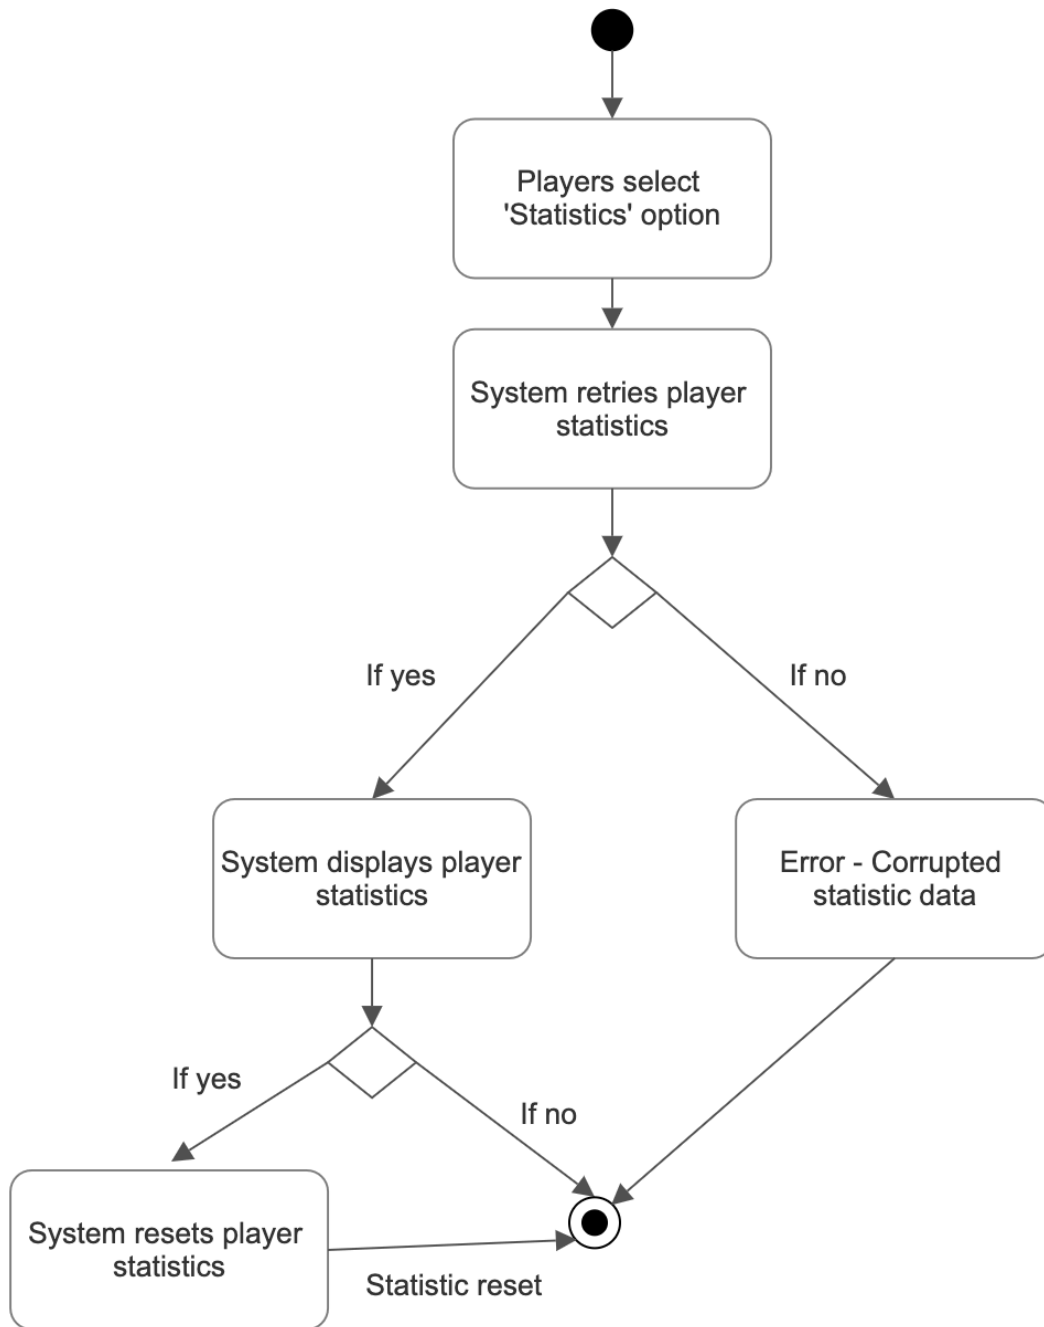 Players select
'Statistics' option
System retries player
statistics
If yes
If no
System displays player
statistics
Error - Corrupted
statistic data
If yes
If no
System resets player
statistics
Statistic reset